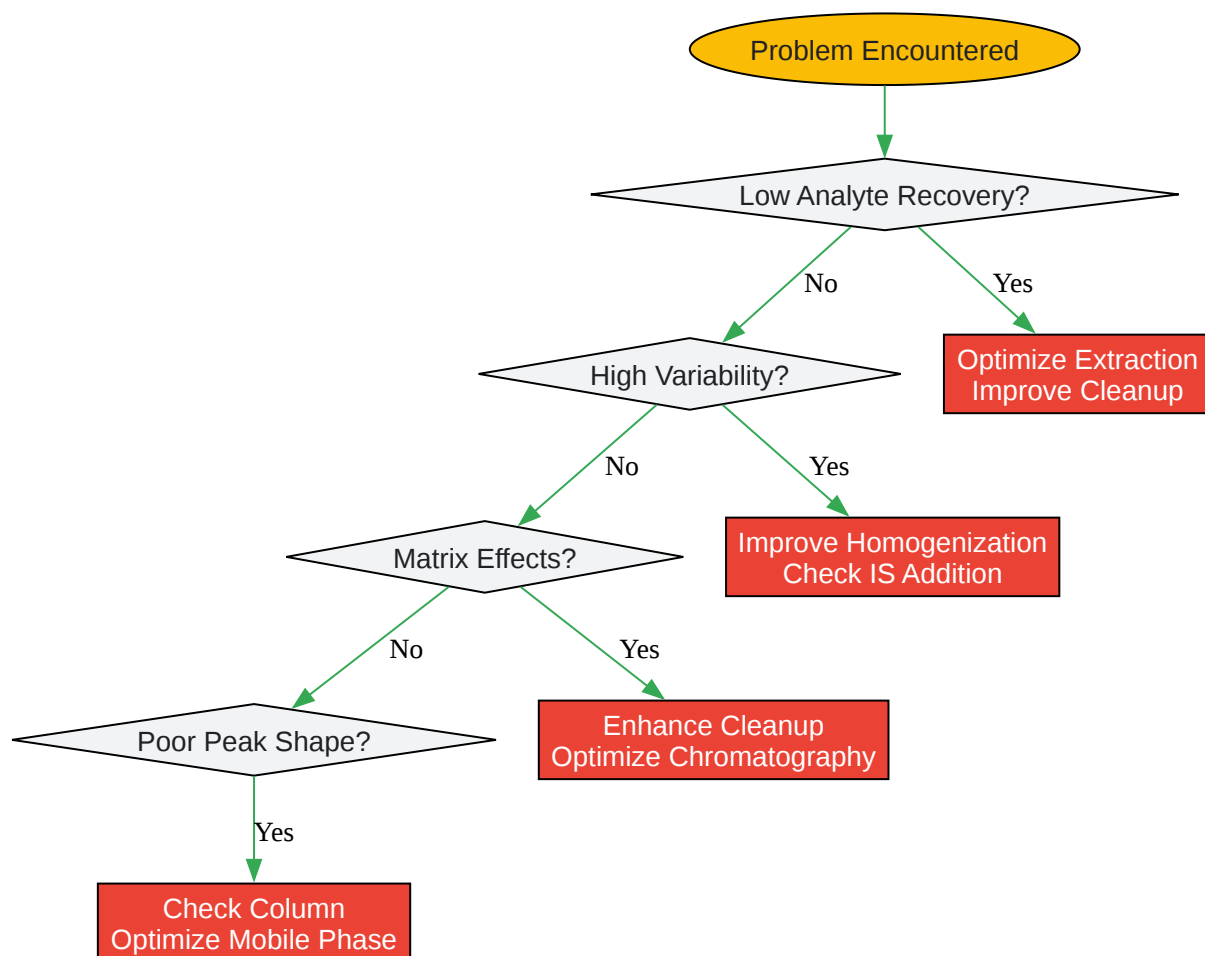 Problem Encountered
Low Analyte Recovery?
No
Yes
High Variability?
Optimize Extraction
Improve Cleanup
No
Yes
Matrix Effects?
Improve Homogenization
Check IS Addition
No
Yes
Poor Peak Shape?
Enhance Cleanup
Optimize Chromatography
Yes
Check Column
Optimize Mobile Phase